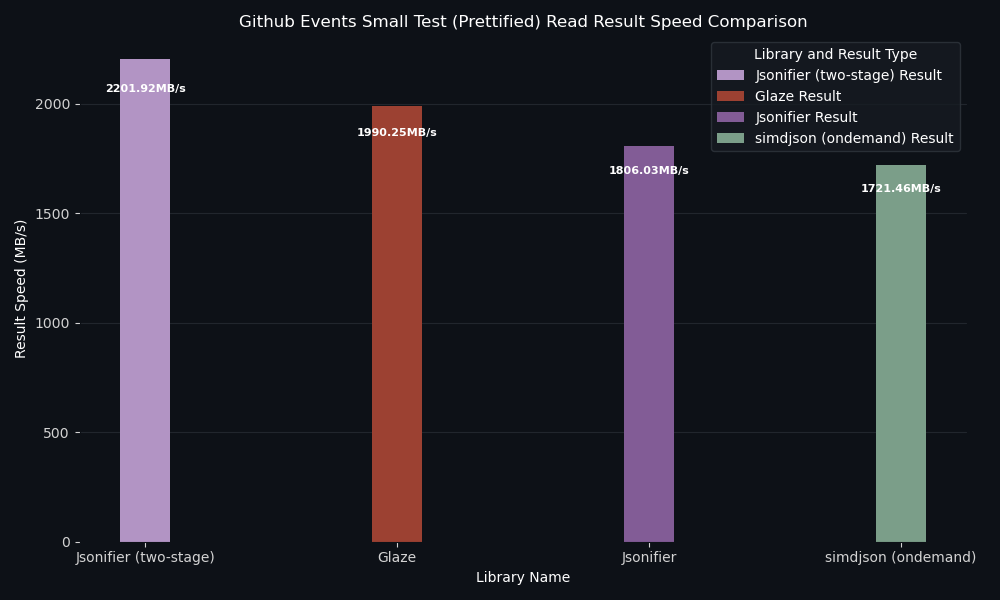 Github Events Small Test (Prettified) Read Result Speed Comparison
Library and Result Type
Jsonifier (two-stage) Result
Glaze Result
Jsonifier Result
simdjson (ondemand) Result
2201.92MB/s
1990.25MB/s
1806.03MB/s
1721.46MB/s
Result Speed (MB/s)
2000
1500
1000
500
0
Jsonifier (two-stage)
Glaze
Jsonifier
simdjson (ondemand)
Library Name